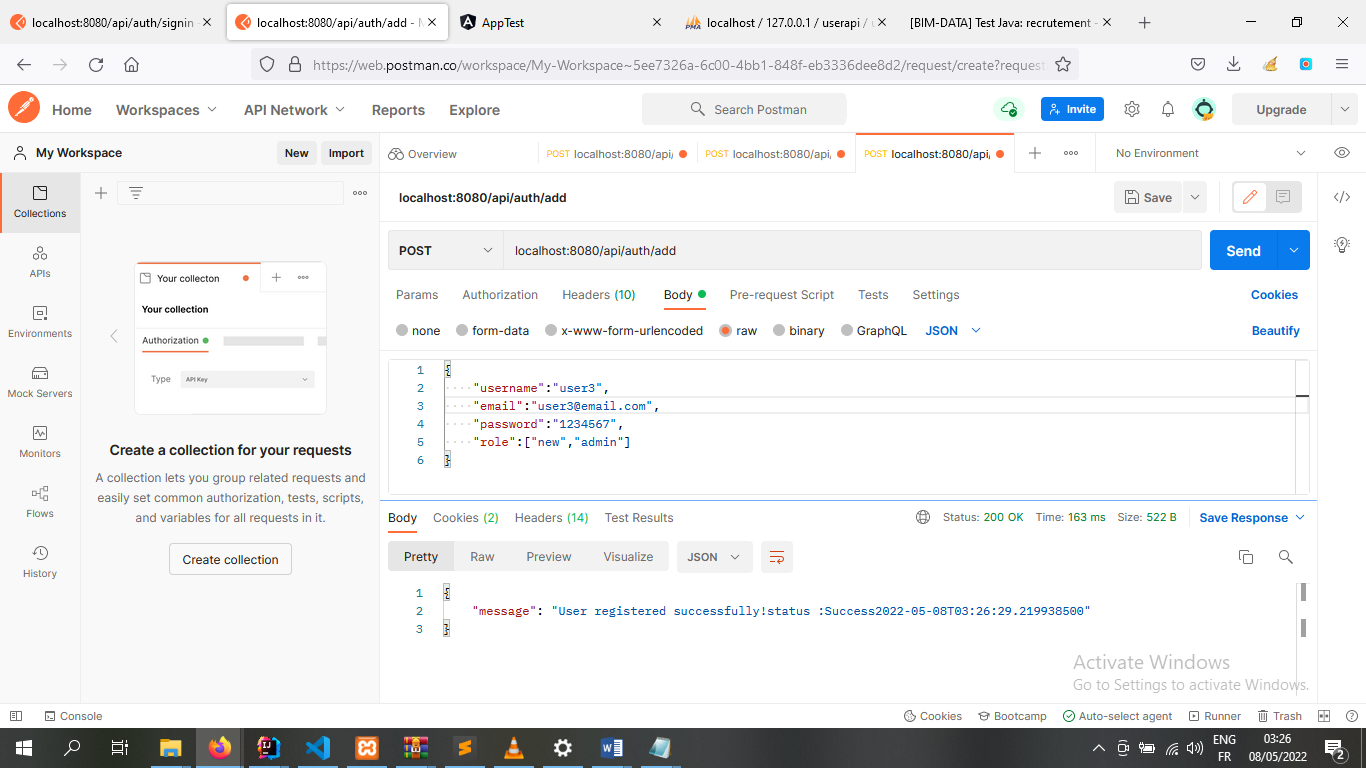 localhost:8080/api/auth/signin
localhost:8080/api/auth/add - M
AppTest
localhost / 127.0.0.1 / userapi / u
[BIM-DATA] Test Java: recrutement -
https://web.postman.co/workspace/My-Workspace~5ee7326a-6c00-4bb1-848f-eb3336dee8d2/request/create?request
Home
Workspaces
API Network
Reports
Explore
Search Postman
Invite
Upgrade
My Workspace
New
Import
Overview
POST localhost:8080/api/
POST localhost:8080/api/
POST localhost:8080/api/
No Environment
Collections
APIs
Environments
Mock Servers
Monitors
Flows
History
Your collecton
Your collection
Authorization
Type
API Key
Create a collection for your requests
A collection lets you group related requests and
easily set common authorization, tests, scripts,
and variables for all requests in it.
Create collection
localhost:8080/api/auth/add
Save
POST
localhost:8080/api/auth/add
Send
Params
Authorization
Headers (10)
Body
Pre-request Script
Tests
Settings
Cookies
none
form-data
x-www-form-urlencoded
raw
binary
GraphQL
JSON
Beautify
1 {
2 "username":"user3",
3 "email":"user3@email.com",
4 "password":"1234567",
5 "role":["new","admin"]
6 }
Body
Cookies (2)
Headers (14)
Test Results
Status: 200 OK
Time: 163 ms
Size: 522 B
Save Response
Pretty
Raw
Preview
Visualize
JSON
1 {
2 "message": "User registered successfully!status :Success2022-05-08T03:26:29.219938500"
3 }
Activate Windows
Go to Settings to activate Windows.
Console
Cookies
Bootcamp
Auto-select agent
Runner
Trash
ENG
FR
03:26
08/05/2022
2